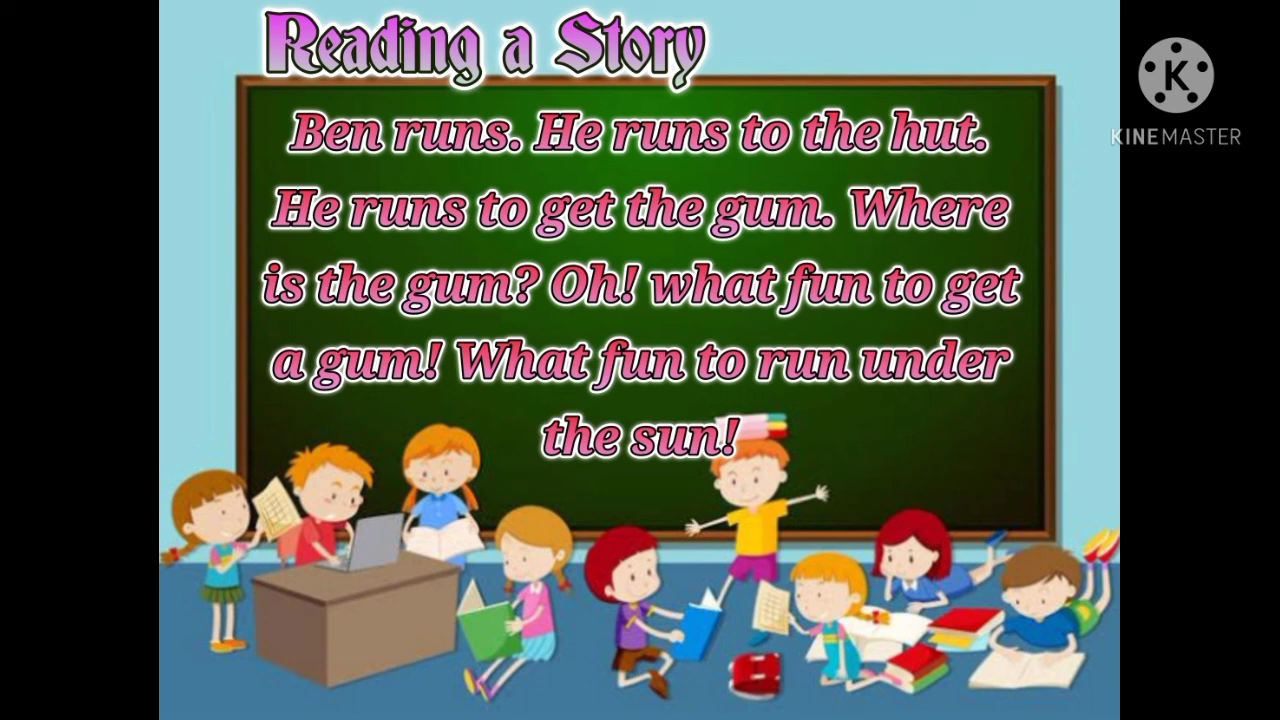 Reading a Story
Ben runs. He runs to the hut.
He runs to get the gum. Where
is the gum? Oh! what fun to get
a gum! What fun to run under
the sun!
K
KINEMASTER